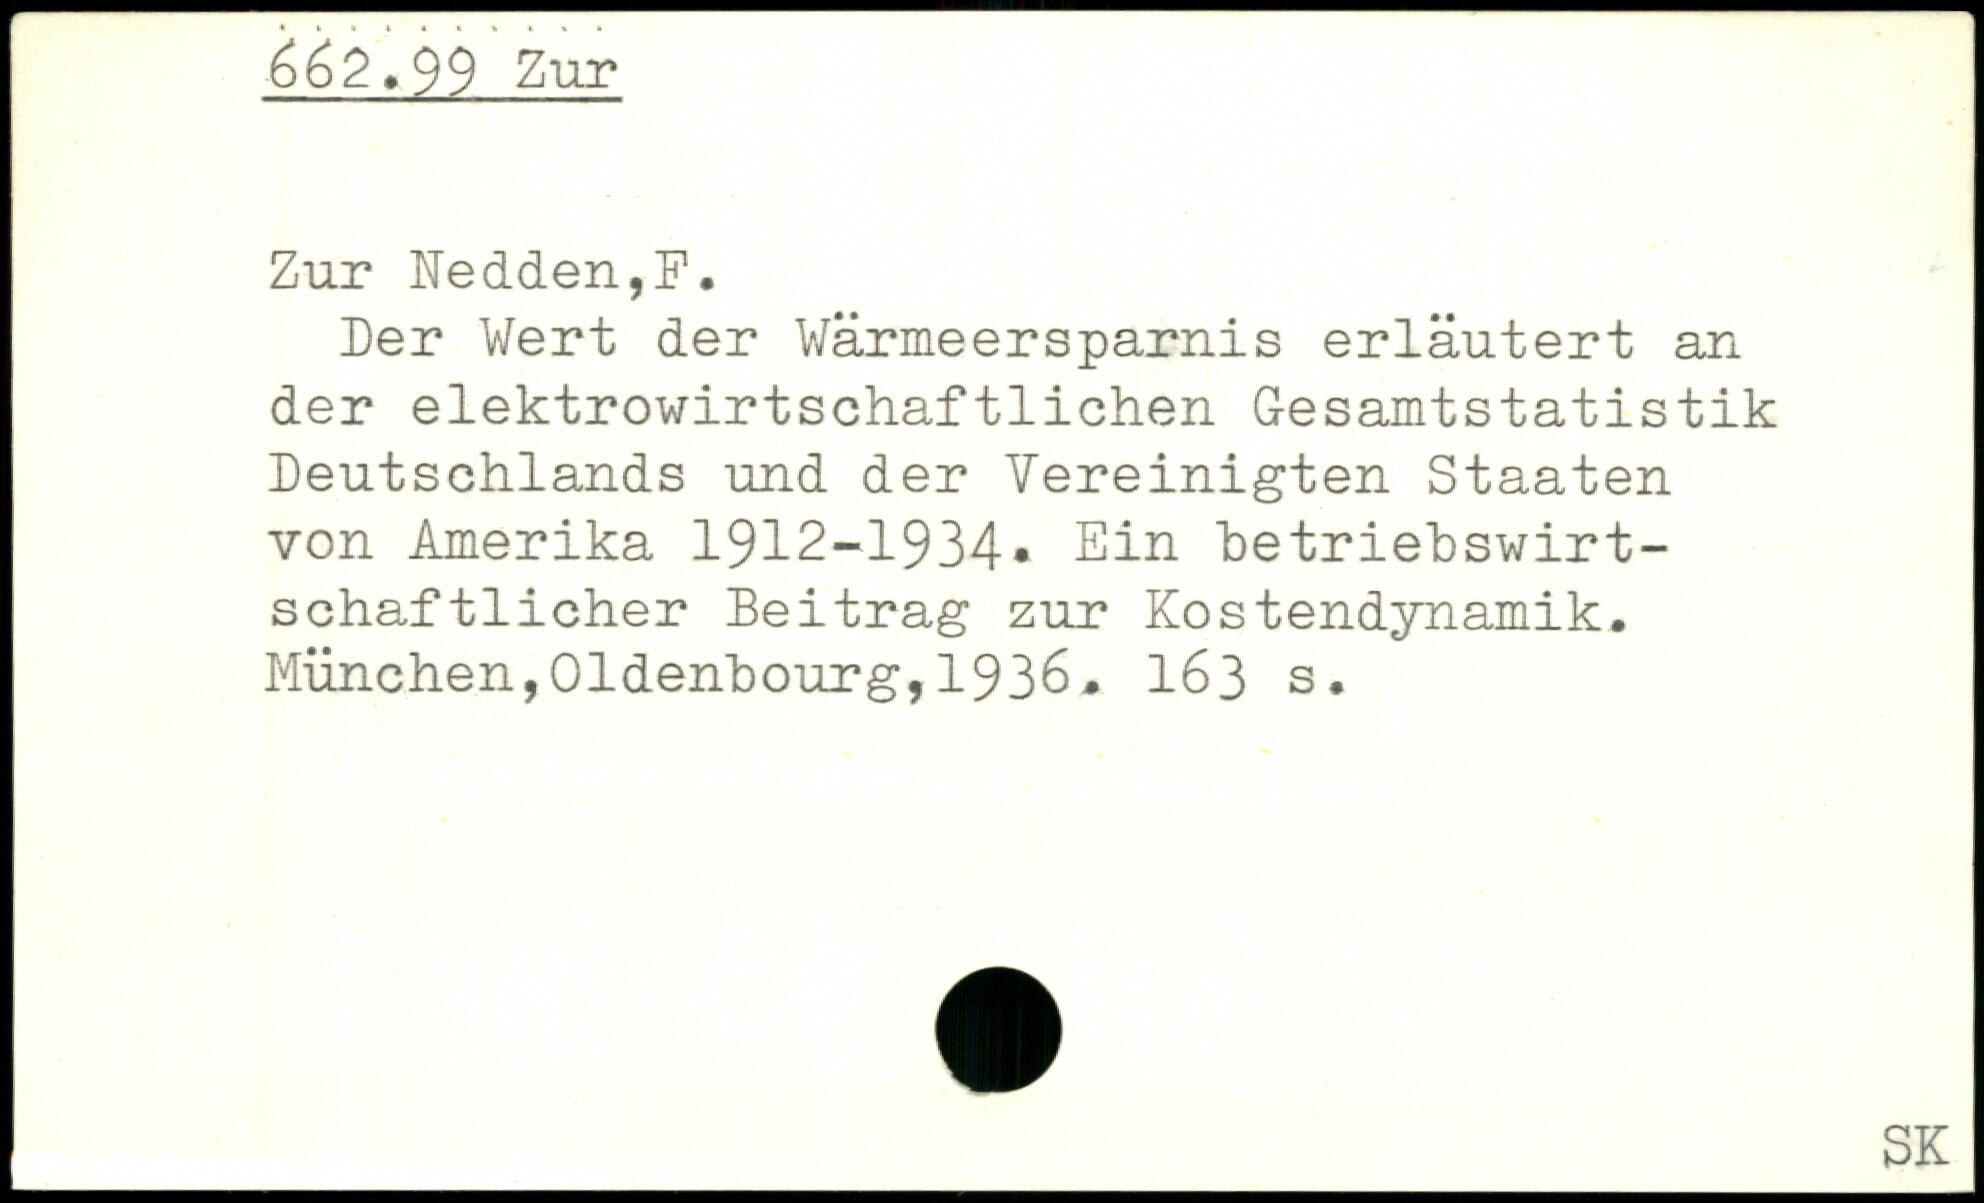 662.99 Zur
Zur Nedden,F.
Der Wert der Wärmeersparnis erläutert an
der elektrowirtschaftlichen Gesamtstatistik
Deutschlands und der Vereinigten Staaten
von Amerika 1912-1934. Ein betriebswirt-
schaftlicher Beitrag zur Kostendynamik.
München,Oldenbourg,1936. 163 s.
SK